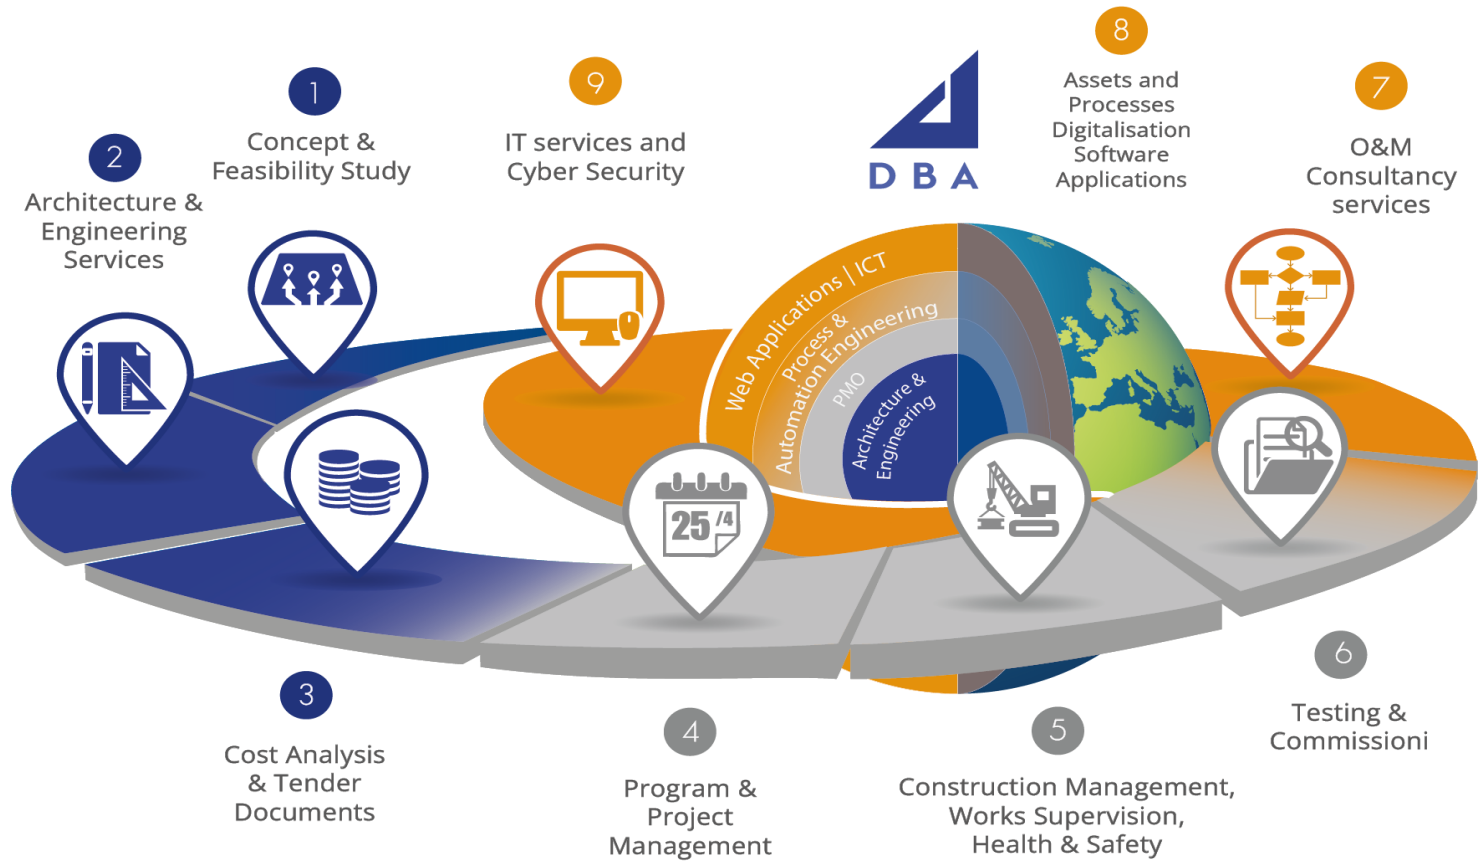 1
Concept &
Feasibility Study
2
Architecture &
Engineering
Services
3
Cost Analysis
& Tender
Documents
4
Program &
Project
Management
5
Construction Management,
Works Supervision,
Health & Safety
6
Testing &
Commissioni
7
O&M
Consultancy
services
8
Assets and
Processes
Digitalisation
Software
Applications
9
IT services and
Cyber Security
DBA
Web Applications | ICT
Process &
Automation Engineering
PMO
Architecture &
Engineering
25 /4